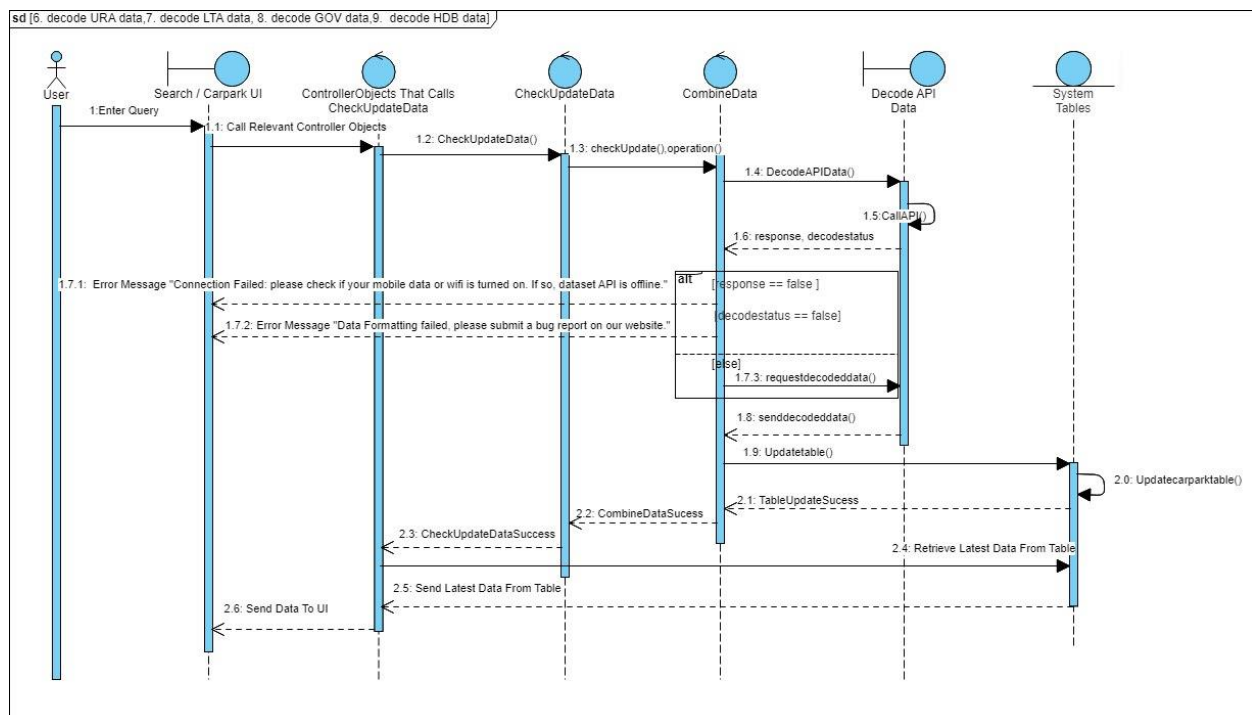 sd [6. decode URA data,7. decode LTA data, 8. decode GOV data,9. decode HDB data]
User
Search / Carpark UI
ControllerObjects That Calls
CheckUpdateData
CheckUpdateData
CombineData
Decode API
Data
System
Tables
1:Enter Query
1.1: Call Relevant Controller Objects
1.2: CheckUpdateData()
1.3: checkUpdate(),operation()
1.4: DecodeAPIData()
1.5:CallAPI()
1.6: response, decodestatus
alt
[response == false ]
1.7.1: Error Message "Connection Failed: please check if your mobile data or wifi is turned on. If so, dataset API is offline."
[decodestatus == false]
1.7.2: Error Message "Data Formatting failed, please submit a bug report on our website."
[else]
1.7.3: requestdecodeddata()
1.8: senddecodeddata()
1.9: Updatetable()
2.0: Updatecarparktable()
2.1: TableUpdateSucess
2.2: CombineDataSucess
2.3: CheckUpdateDataSuccess
2.4: Retrieve Latest Data From Table
2.5: Send Latest Data From Table
2.6: Send Data To UI